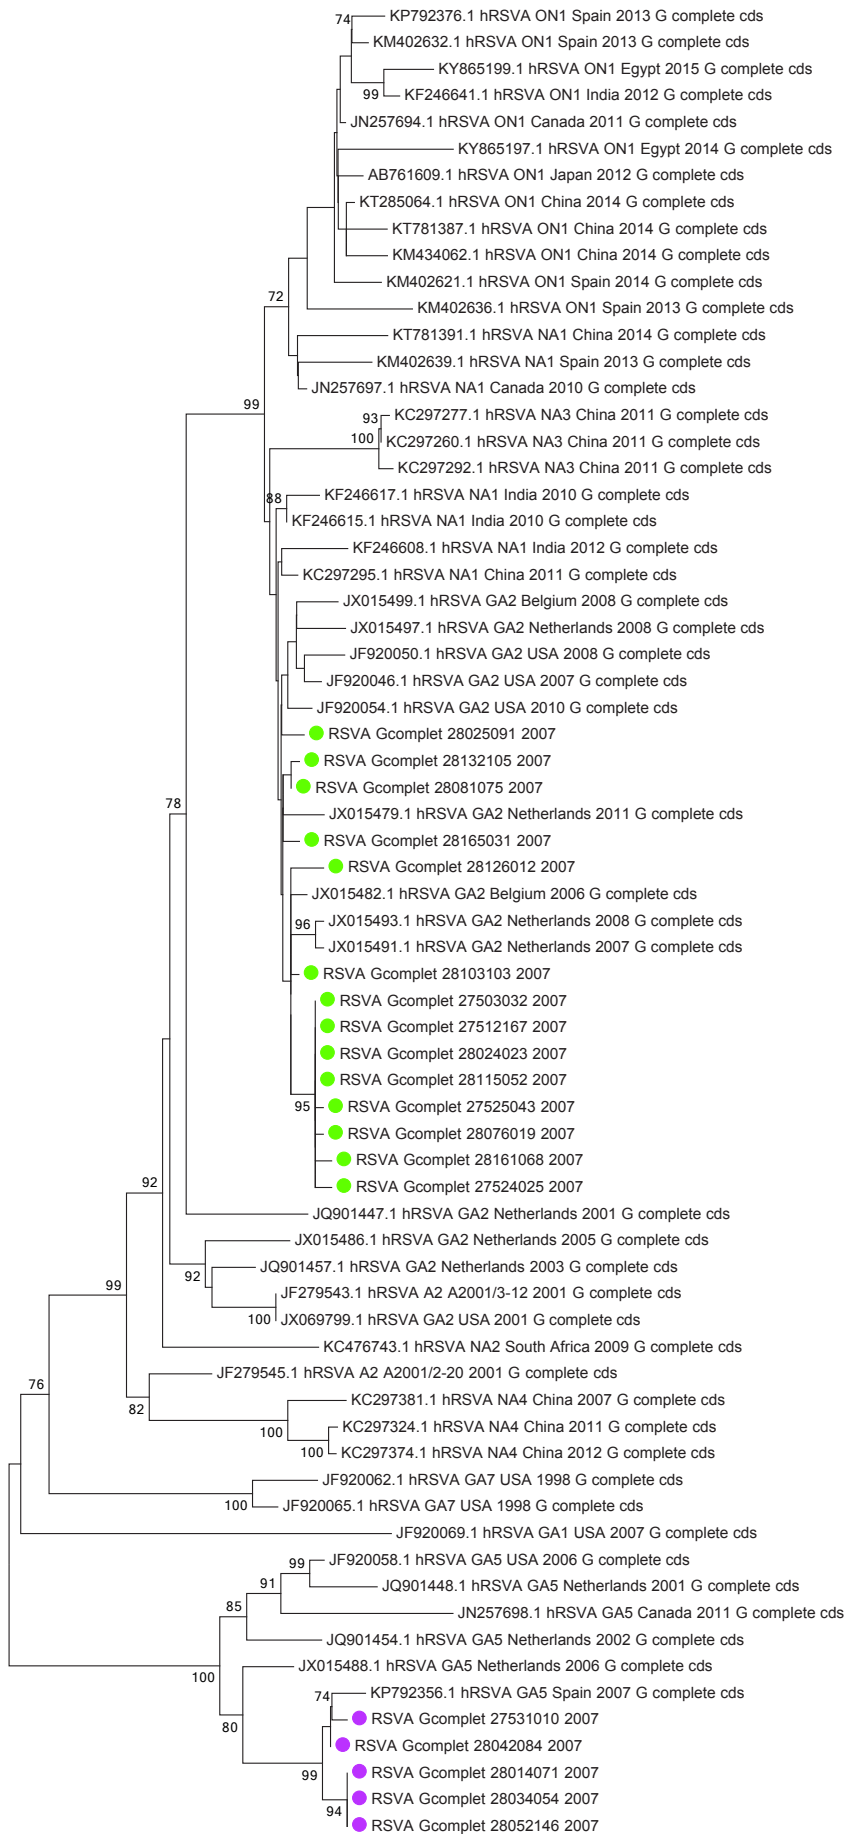 74
KP792376.1 hRSVA ON1 Spain 2013 G complete cds
KM402632.1 hRSVA ON1 Spain 2013 G complete cds
KY865199.1 hRSVA ON1 Egypt 2015 G complete cds
99
KF246641.1 hRSVA ON1 India 2012 G complete cds
JN257694.1 hRSVA ON1 Canada 2011 G complete cds
KY865197.1 hRSVA ON1 Egypt 2014 G complete cds
AB761609.1 hRSVA ON1 Japan 2012 G complete cds
KT285064.1 hRSVA ON1 China 2014 G complete cds
KT781387.1 hRSVA ON1 China 2014 G complete cds
KM434062.1 hRSVA ON1 China 2014 G complete cds
KM402621.1 hRSVA ON1 Spain 2014 G complete cds
72
KM402636.1 hRSVA ON1 Spain 2013 G complete cds
KT781391.1 hRSVA NA1 China 2014 G complete cds
KM402639.1 hRSVA NA1 Spain 2013 G complete cds
JN257697.1 hRSVA NA1 Canada 2010 G complete cds
99
93
KC297277.1 hRSVA NA3 China 2011 G complete cds
100
KC297260.1 hRSVA NA3 China 2011 G complete cds
KC297292.1 hRSVA NA3 China 2011 G complete cds
88
KF246617.1 hRSVA NA1 India 2010 G complete cds
KF246615.1 hRSVA NA1 India 2010 G complete cds
KF246608.1 hRSVA NA1 India 2012 G complete cds
KC297295.1 hRSVA NA1 China 2011 G complete cds
JX015499.1 hRSVA GA2 Belgium 2008 G complete cds
JX015497.1 hRSVA GA2 Netherlands 2008 G complete cds
JF920050.1 hRSVA GA2 USA 2008 G complete cds
JF920046.1 hRSVA GA2 USA 2007 G complete cds
JF920054.1 hRSVA GA2 USA 2010 G complete cds
RSVA Gcomplet 28025091 2007
RSVA Gcomplet 28132105 2007
RSVA Gcomplet 28081075 2007
78
JX015479.1 hRSVA GA2 Netherlands 2011 G complete cds
RSVA Gcomplet 28165031 2007
RSVA Gcomplet 28126012 2007
JX015482.1 hRSVA GA2 Belgium 2006 G complete cds
96
JX015493.1 hRSVA GA2 Netherlands 2008 G complete cds
JX015491.1 hRSVA GA2 Netherlands 2007 G complete cds
RSVA Gcomplet 28103103 2007
RSVA Gcomplet 27503032 2007
RSVA Gcomplet 27512167 2007
RSVA Gcomplet 28024023 2007
RSVA Gcomplet 28115052 2007
95
RSVA Gcomplet 27525043 2007
RSVA Gcomplet 28076019 2007
RSVA Gcomplet 28161068 2007
92
RSVA Gcomplet 27524025 2007
JQ901447.1 hRSVA GA2 Netherlands 2001 G complete cds
JX015486.1 hRSVA GA2 Netherlands 2005 G complete cds
92
JQ901457.1 hRSVA GA2 Netherlands 2003 G complete cds
99
JF279543.1 hRSVA A2 A2001/3-12 2001 G complete cds
100
JX069799.1 hRSVA GA2 USA 2001 G complete cds
KC476743.1 hRSVA NA2 South Africa 2009 G complete cds
JF279545.1 hRSVA A2 A2001/2-20 2001 G complete cds
76
82
KC297381.1 hRSVA NA4 China 2007 G complete cds
100
KC297324.1 hRSVA NA4 China 2011 G complete cds
100
KC297374.1 hRSVA NA4 China 2012 G complete cds
JF920062.1 hRSVA GA7 USA 1998 G complete cds
100
JF920065.1 hRSVA GA7 USA 1998 G complete cds
JF920069.1 hRSVA GA1 USA 2007 G complete cds
99
JF920058.1 hRSVA GA5 USA 2006 G complete cds
91
JQ901448.1 hRSVA GA5 Netherlands 2001 G complete cds
85
JN257698.1 hRSVA GA5 Canada 2011 G complete cds
JQ901454.1 hRSVA GA5 Netherlands 2002 G complete cds
100
JX015488.1 hRSVA GA5 Netherlands 2006 G complete cds
74
KP792356.1 hRSVA GA5 Spain 2007 G complete cds
80
RSVA Gcomplet 27531010 2007
RSVA Gcomplet 28042084 2007
99
RSVA Gcomplet 28014071 2007
94
RSVA Gcomplet 28034054 2007
RSVA Gcomplet 28052146 2007